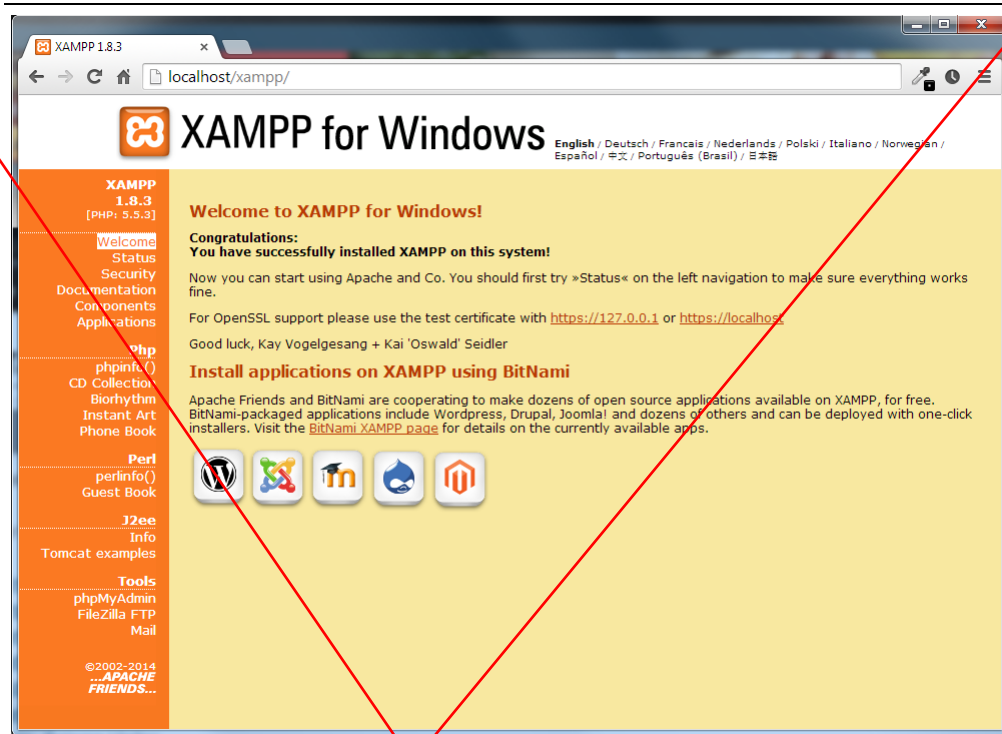 XAMPP 1.8.3
localhost/xampp/
XAMPP for Windows
English / Deutsch / Francais / Nederlands / Polski / Italiano / Norwegian /
Español / 中文 / Português (Brasil) / 日本語
XAMPP
1.8.3
[PHP: 5.5.3]
Welcome
Status
Security
Documentation
Components
Applications
Php
phpinfo()
CD Collection
Biorhythm
Instant Art
Phone Book
Perl
perlinfo()
Guest Book
J2ee
Info
Tomcat examples
Tools
phpMyAdmin
FileZilla FTP
Mail
©2002-2014
...APACHE
FRIENDS...
Welcome to XAMPP for Windows!
Congratulations:
You have successfully installed XAMPP on this system!
Now you can start using Apache and Co. You should first try »Status« on the left navigation to make sure everything works
fine.
For OpenSSL support please use the test certificate with https://127.0.0.1 or https://localhost
Good luck, Kay Vogelgesang + Kai 'Oswald' Seidler
Install applications on XAMPP using BitNami
Apache Friends and BitNami are cooperating to make dozens of open source applications available on XAMPP, for free.
BitNami-packaged applications include Wordpress, Drupal, Joomla! and dozens of others and can be deployed with one-click
installers. Visit the BitNami XAMPP page for details on the currently available apps.